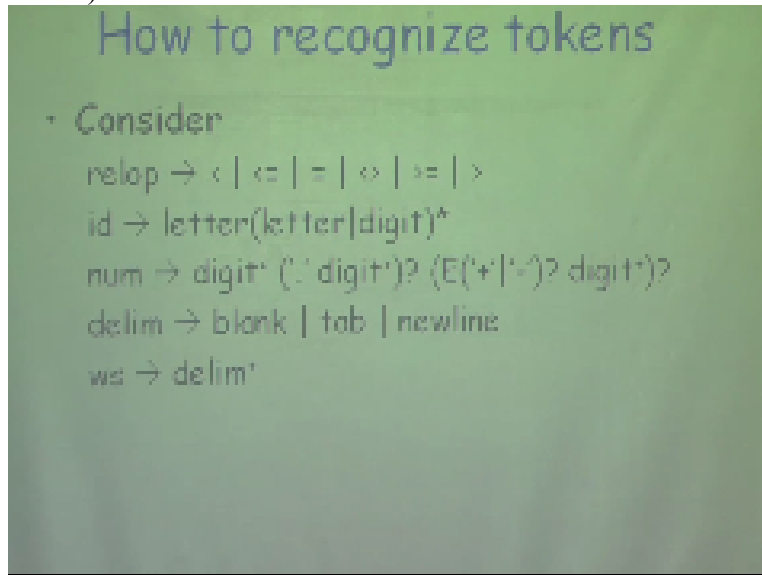 How to recognize tokens
• Consider
relop → < | <= | = | <> | >= | >
id → letter(letter|digit)*
num → digit⁺ ('.' digit⁺)? (E('+'|'-')? digit⁺)?
delim → blank | tab | newline
ws → delim⁺